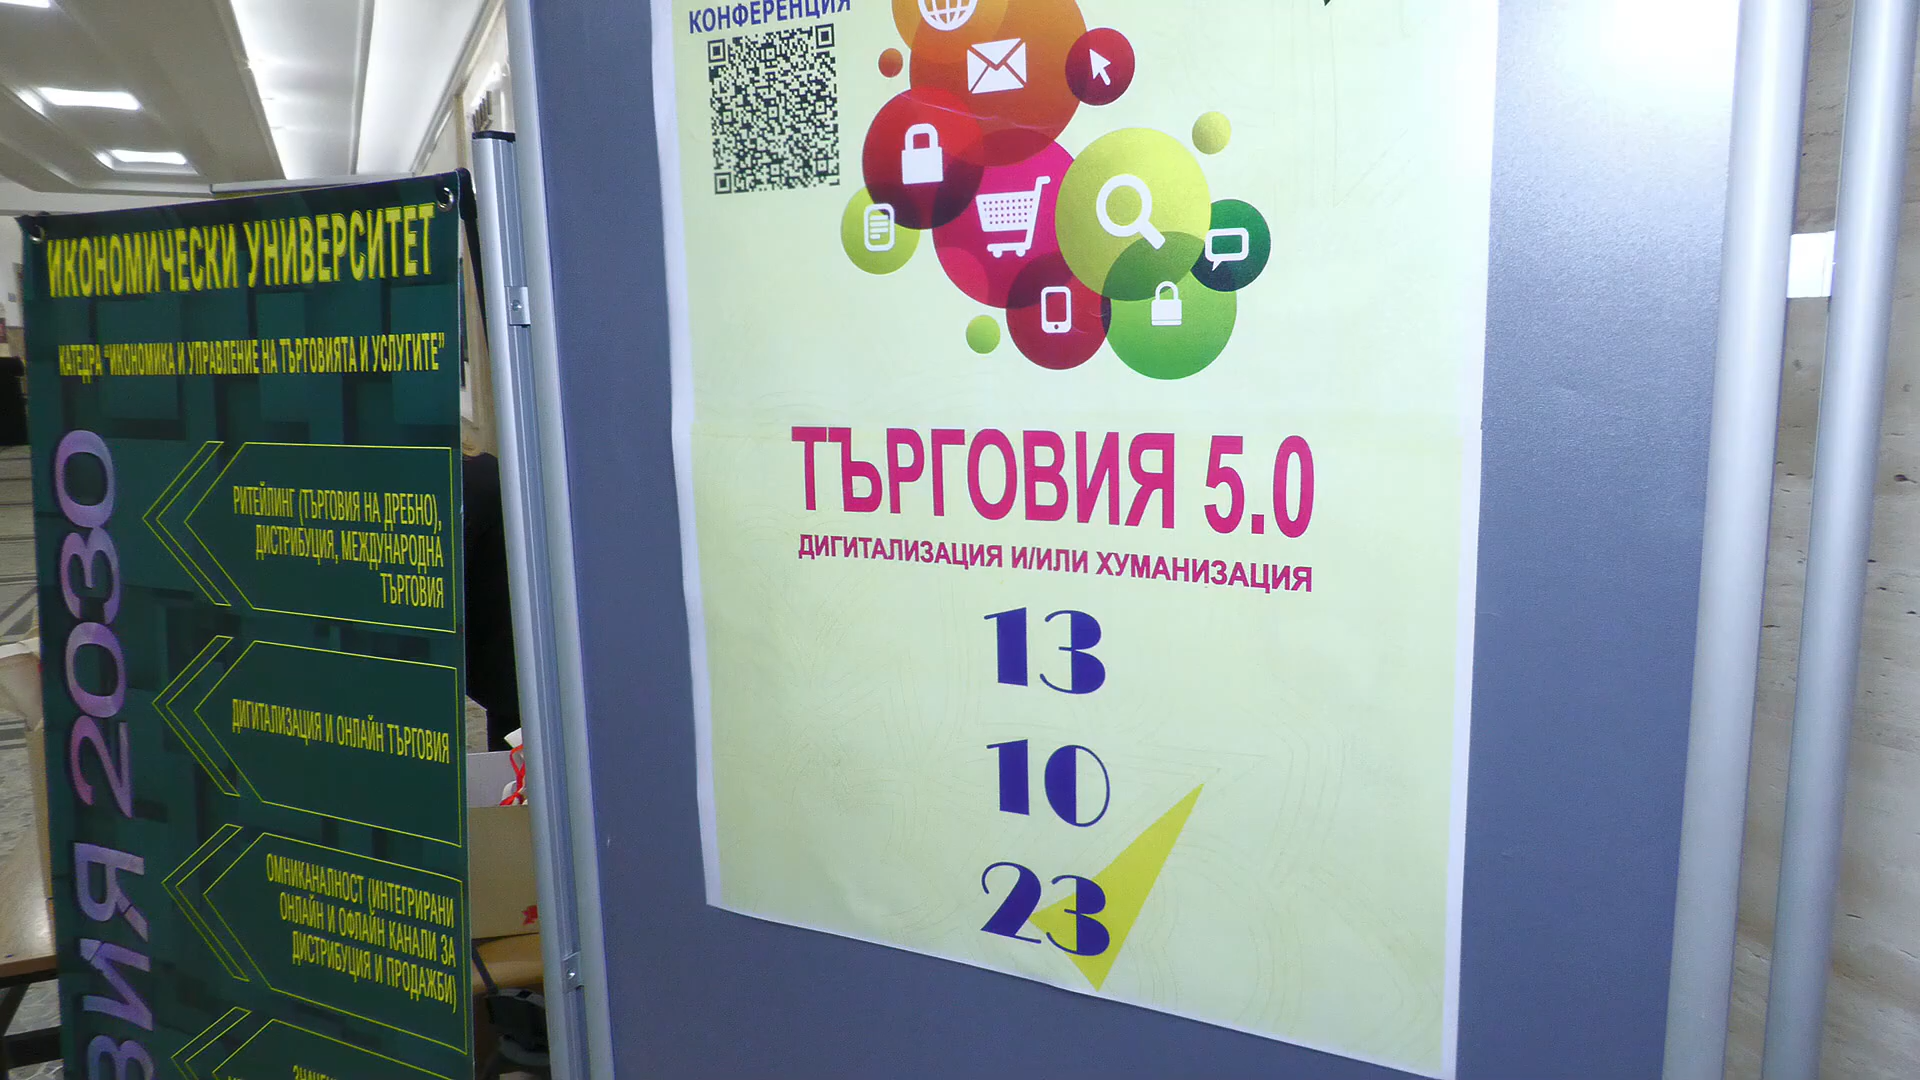 ИКОНОМИЧЕСКИ УНИВЕРСИТЕТ
КАТЕДРА "ИКОНОМИКА И УПРАВЛЕНИЕ НА ТЪРГОВИЯТА И УСЛУГИТЕ"
РИТЕЙЛИНГ (ТЪРГОВИЯ НА ДРЕБНО),
ДИСТРИБУЦИЯ, МЕЖДУНАРОДНА
ТЪРГОВИЯ
ДИГИТАЛИЗАЦИЯ И ОНЛАЙН ТЪРГОВИЯ
ОМНИКАНАЛНОСТ (ИНТЕГРИРАНИ
ОНЛАЙН И ОФЛАЙН КАНАЛИ ЗА
ДИСТРИБУЦИЯ И ПРОДАЖБИ)
ЗИЯ 2030
КОНФЕРЕНЦИЯ
ТЪРГОВИЯ 5.0
ДИГИТАЛИЗАЦИЯ И/ИЛИ ХУМАНИЗАЦИЯ
13
10
23